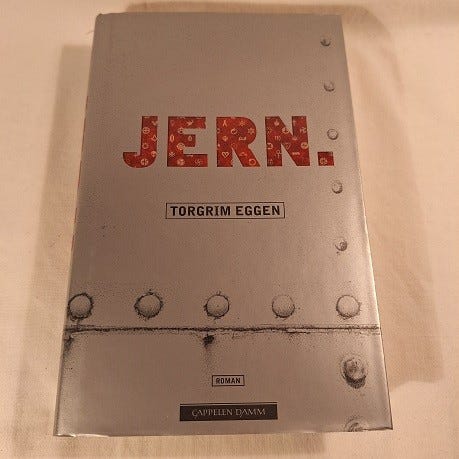 JERN.
TORGRIM EGGEN
ROMAN
CAPPELEN DAMM